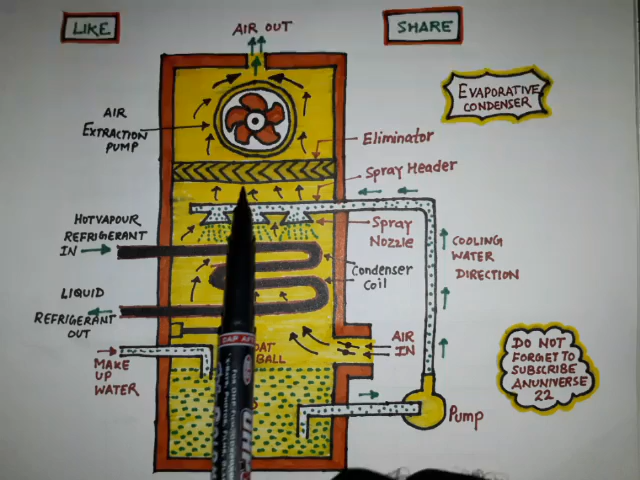 LIKE
AIR OUT
SHARE
EVAPORATIVE
CONDENSER
AIR
EXTRACTION
PUMP
Eliminator
Spray Header
HOT VAPOUR
REFRIGERANT
IN
Spray
Nozzle
COOLING
WATER
DIRECTION
Condenser
Coil
LIQUID
REFRIGERANT
OUT
AIR
IN
BALL
MAKE
UP
WATER
DO NOT
FORGET TO
SUBSCRIBE
ANUNIVERSE
22
Pump